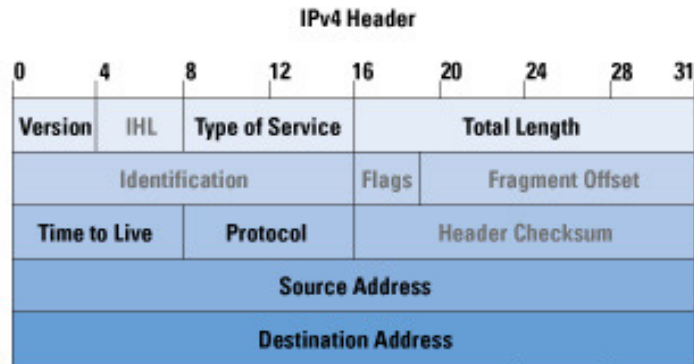 IPv4 Header
0 4 8 12 16 20 24 28 31
Version IHL Type of Service Total Length
Identification Flags Fragment Offset
Time to Live Protocol Header Checksum
Source Address
Destination Address